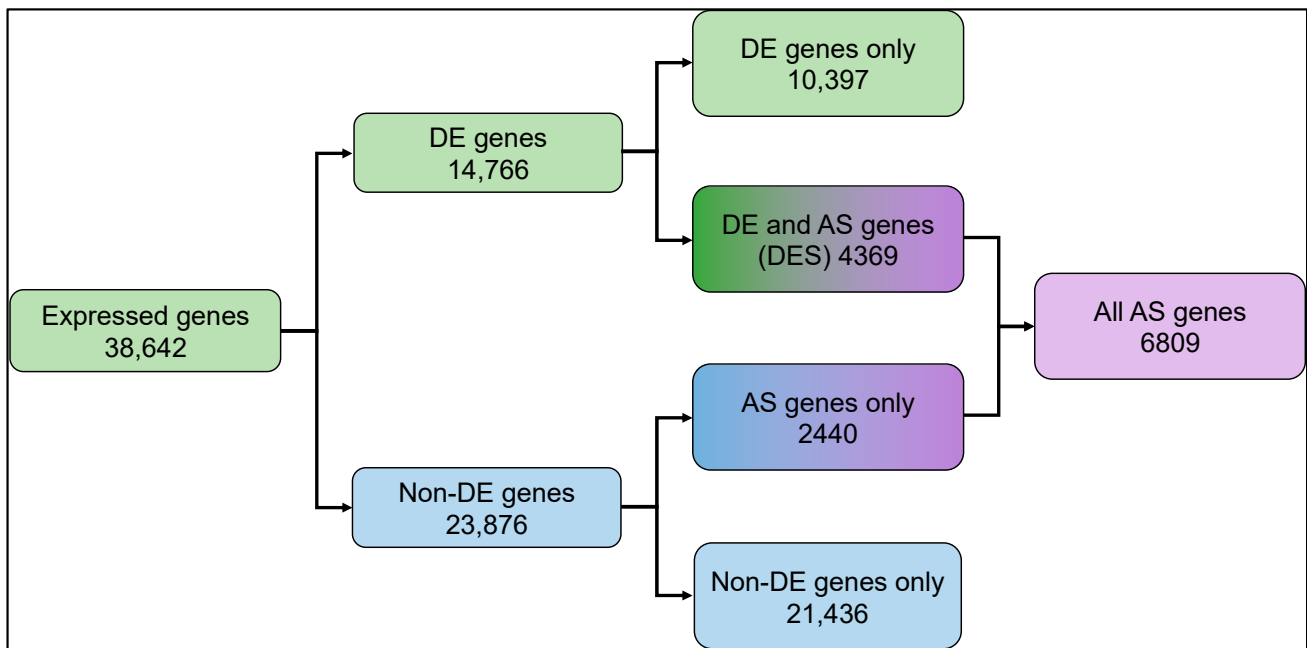 DE genes only
10,397
DE genes
14,766
DE and AS genes
(DES) 4369
Expressed genes
38,642
All AS genes
6809
AS genes only
2440
Non-DE genes
23,876
Non-DE genes only
21,436